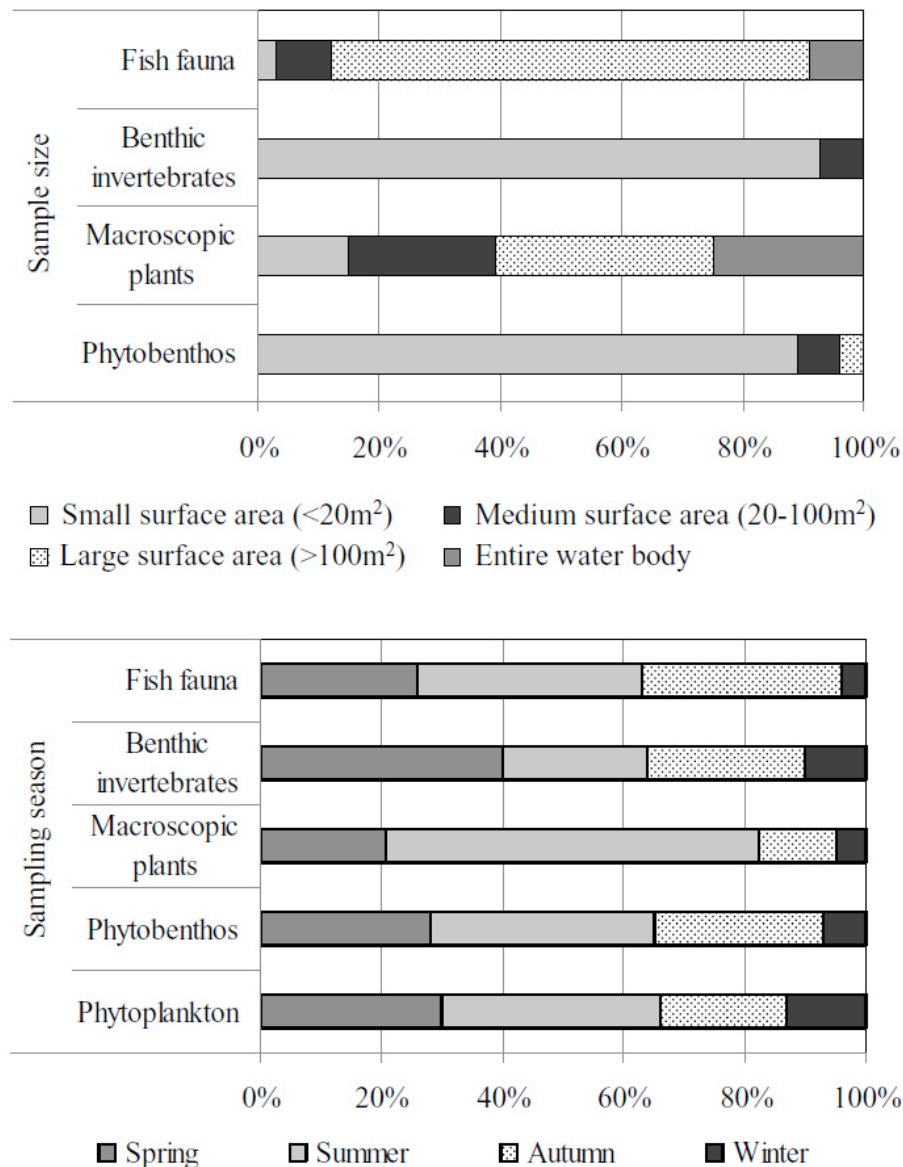 Sample size
Fish fauna
Benthic
invertebrates
Macroscopic
plants
Phytobenthos
0% 20% 40% 60% 80% 100%
Small surface area (<20m²) Medium surface area (20-100m²)
Large surface area (>100m²) Entire water body
Sampling season
Fish fauna
Benthic
invertebrates
Macroscopic
plants
Phytobenthos
Phytoplankton
0% 20% 40% 60% 80% 100%
Spring Summer Autumn Winter